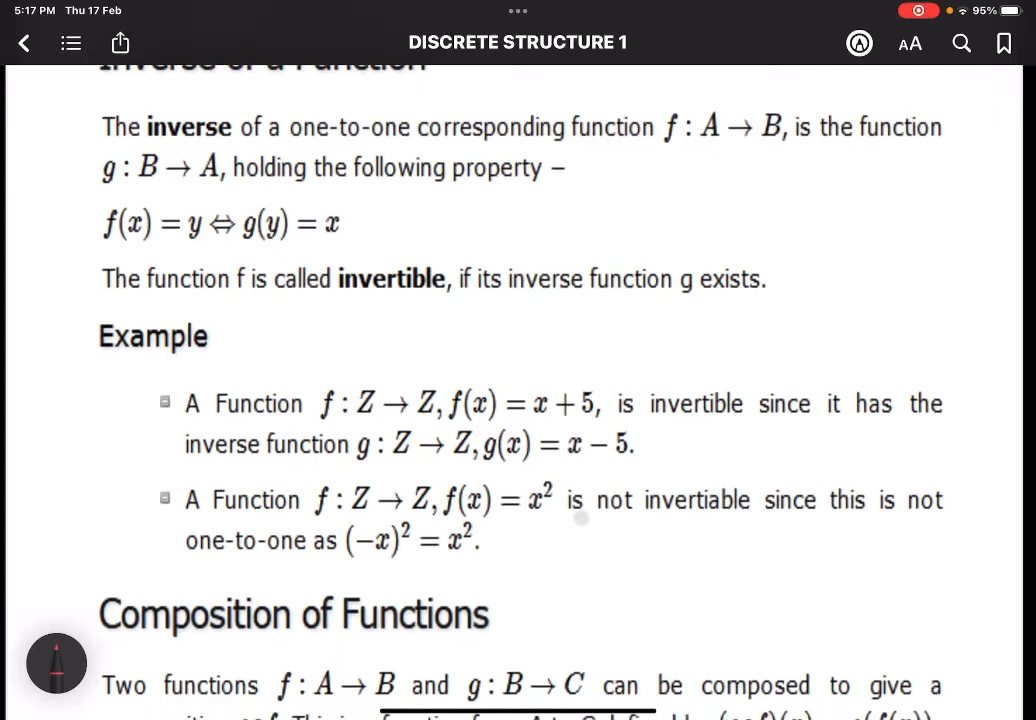 5:17 PM Thu 17 Feb
95%
DISCRETE STRUCTURE 1
AA
Inverse of a Function
The inverse of a one-to-one corresponding function f : A → B, is the function
g : B → A, holding the following property –
f(x) = y ⇔ g(y) = x
The function f is called invertible, if its inverse function g exists.
Example
A Function f : Z → Z, f(x) = x + 5, is invertible since it has the
inverse function g : Z → Z, g(x) = x − 5.
A Function f : Z → Z, f(x) = x² is not invertiable since this is not
one-to-one as (−x)² = x².
Composition of Functions
Two functions f : A → B and g : B → C can be composed to give a